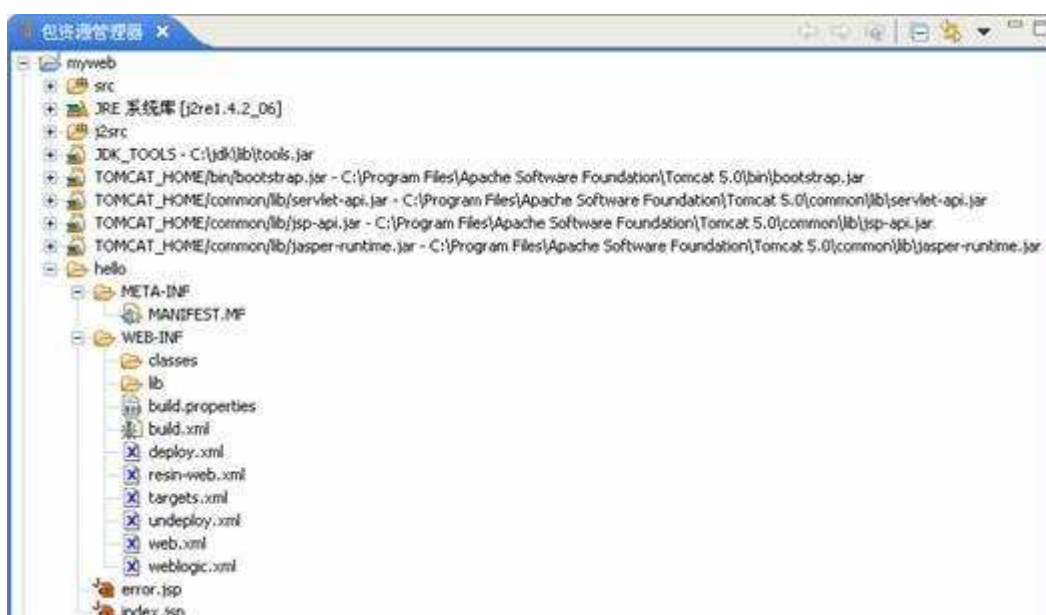 包资源管理器
myweb
src
JRE 系统库 [j2re1.4.2_06]
j2src
JDK_TOOLS - C:\jdk\lib\tools.jar
TOMCAT_HOME/bin/bootstrap.jar - C:\Program Files\Apache Software Foundation\Tomcat 5.0\bin\bootstrap.jar
TOMCAT_HOME/common/lib/servlet-api.jar - C:\Program Files\Apache Software Foundation\Tomcat 5.0\common\lib\servlet-api.jar
TOMCAT_HOME/common/lib/jsp-api.jar - C:\Program Files\Apache Software Foundation\Tomcat 5.0\common\lib\jsp-api.jar
TOMCAT_HOME/common/lib/jasper-runtime.jar - C:\Program Files\Apache Software Foundation\Tomcat 5.0\common\lib\jasper-runtime.jar
hello
META-INF
MANIFEST.MF
WEB-INF
classes
lib
build.properties
build.xml
deploy.xml
resin-web.xml
targets.xml
undeploy.xml
web.xml
weblogic.xml
error.jsp
index.jsp